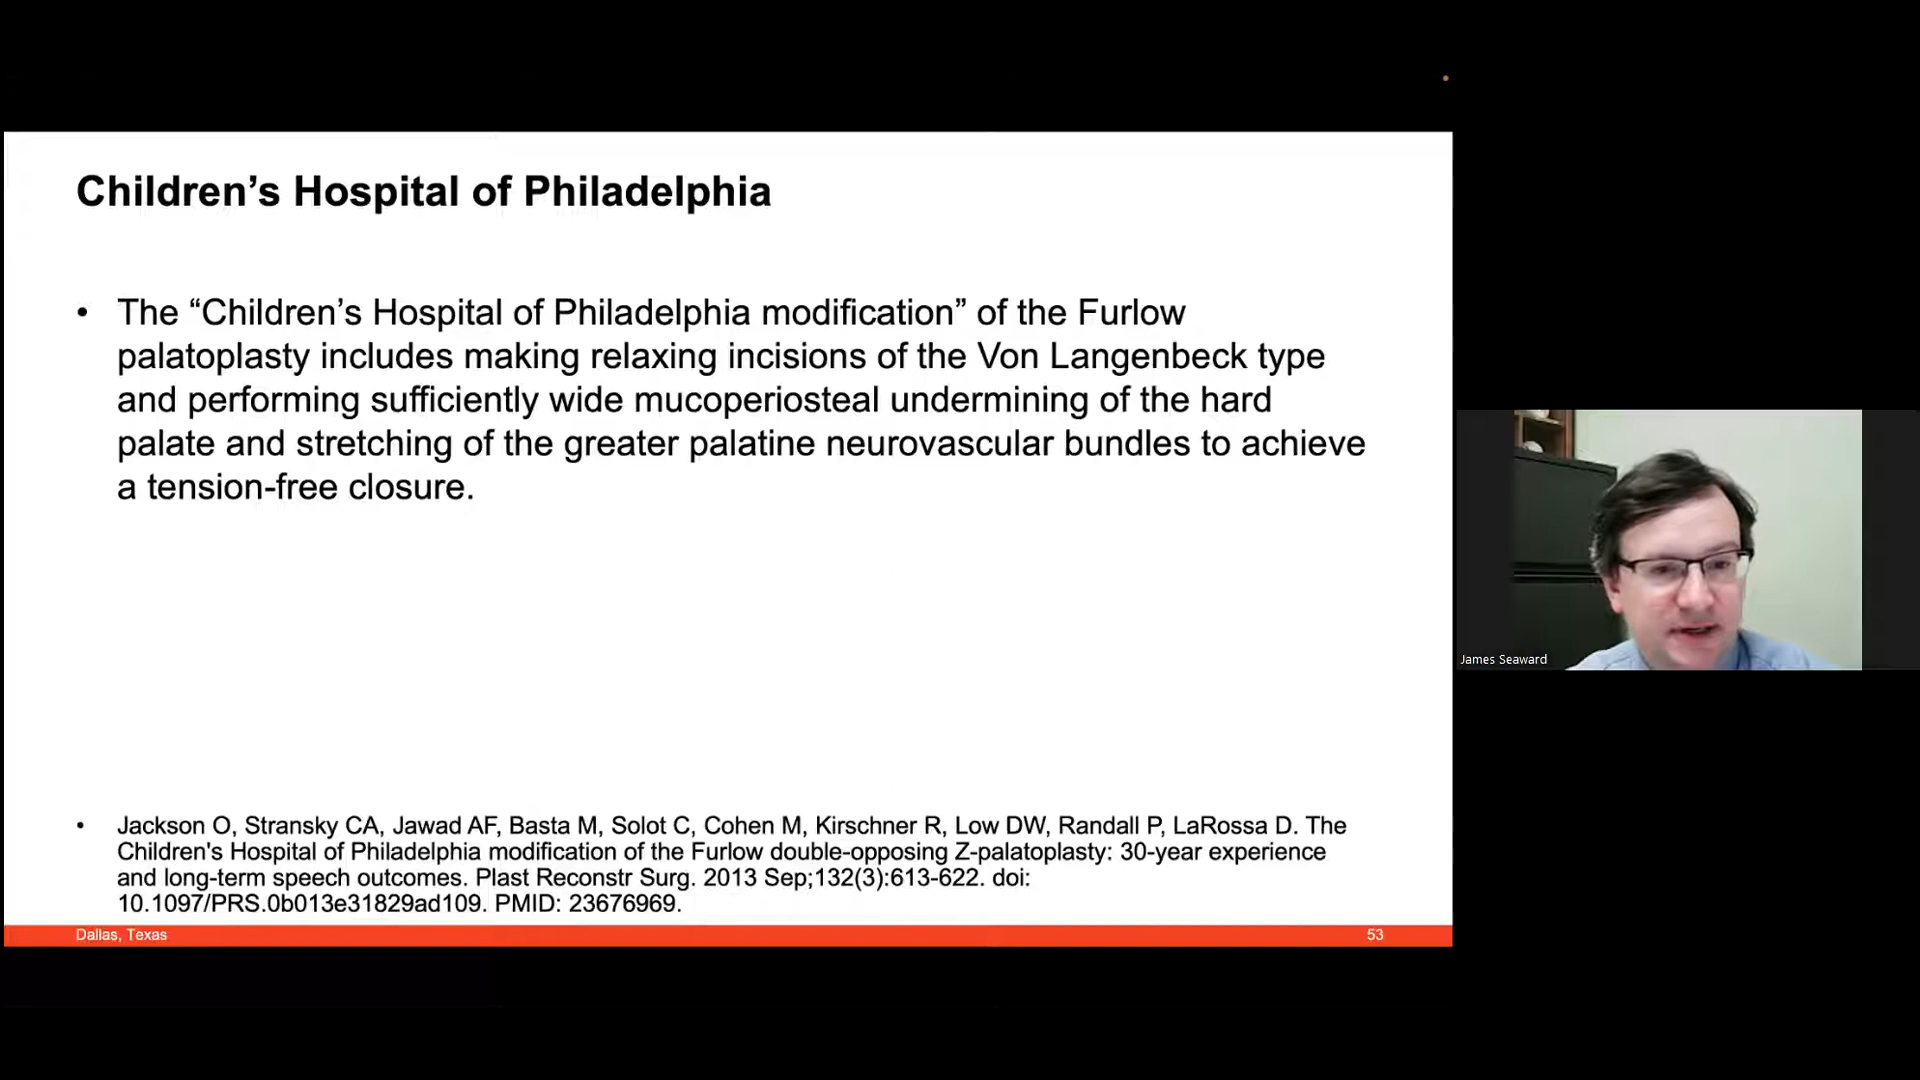 Children’s Hospital of Philadelphia
• The “Children’s Hospital of Philadelphia modification” of the Furlow
palatoplasty includes making relaxing incisions of the Von Langenbeck type
and performing sufficiently wide mucoperiosteal undermining of the hard
palate and stretching of the greater palatine neurovascular bundles to achieve
a tension-free closure.
James Seaward
• Jackson O, Stransky CA, Jawad AF, Basta M, Solot C, Cohen M, Kirschner R, Low DW, Randall P, LaRossa D. The
Children's Hospital of Philadelphia modification of the Furlow double-opposing Z-palatoplasty: 30-year experience
and long-term speech outcomes. Plast Reconstr Surg. 2013 Sep;132(3):613-622. doi:
10.1097/PRS.0b013e31829ad109. PMID: 23676969.
Dallas, Texas
53